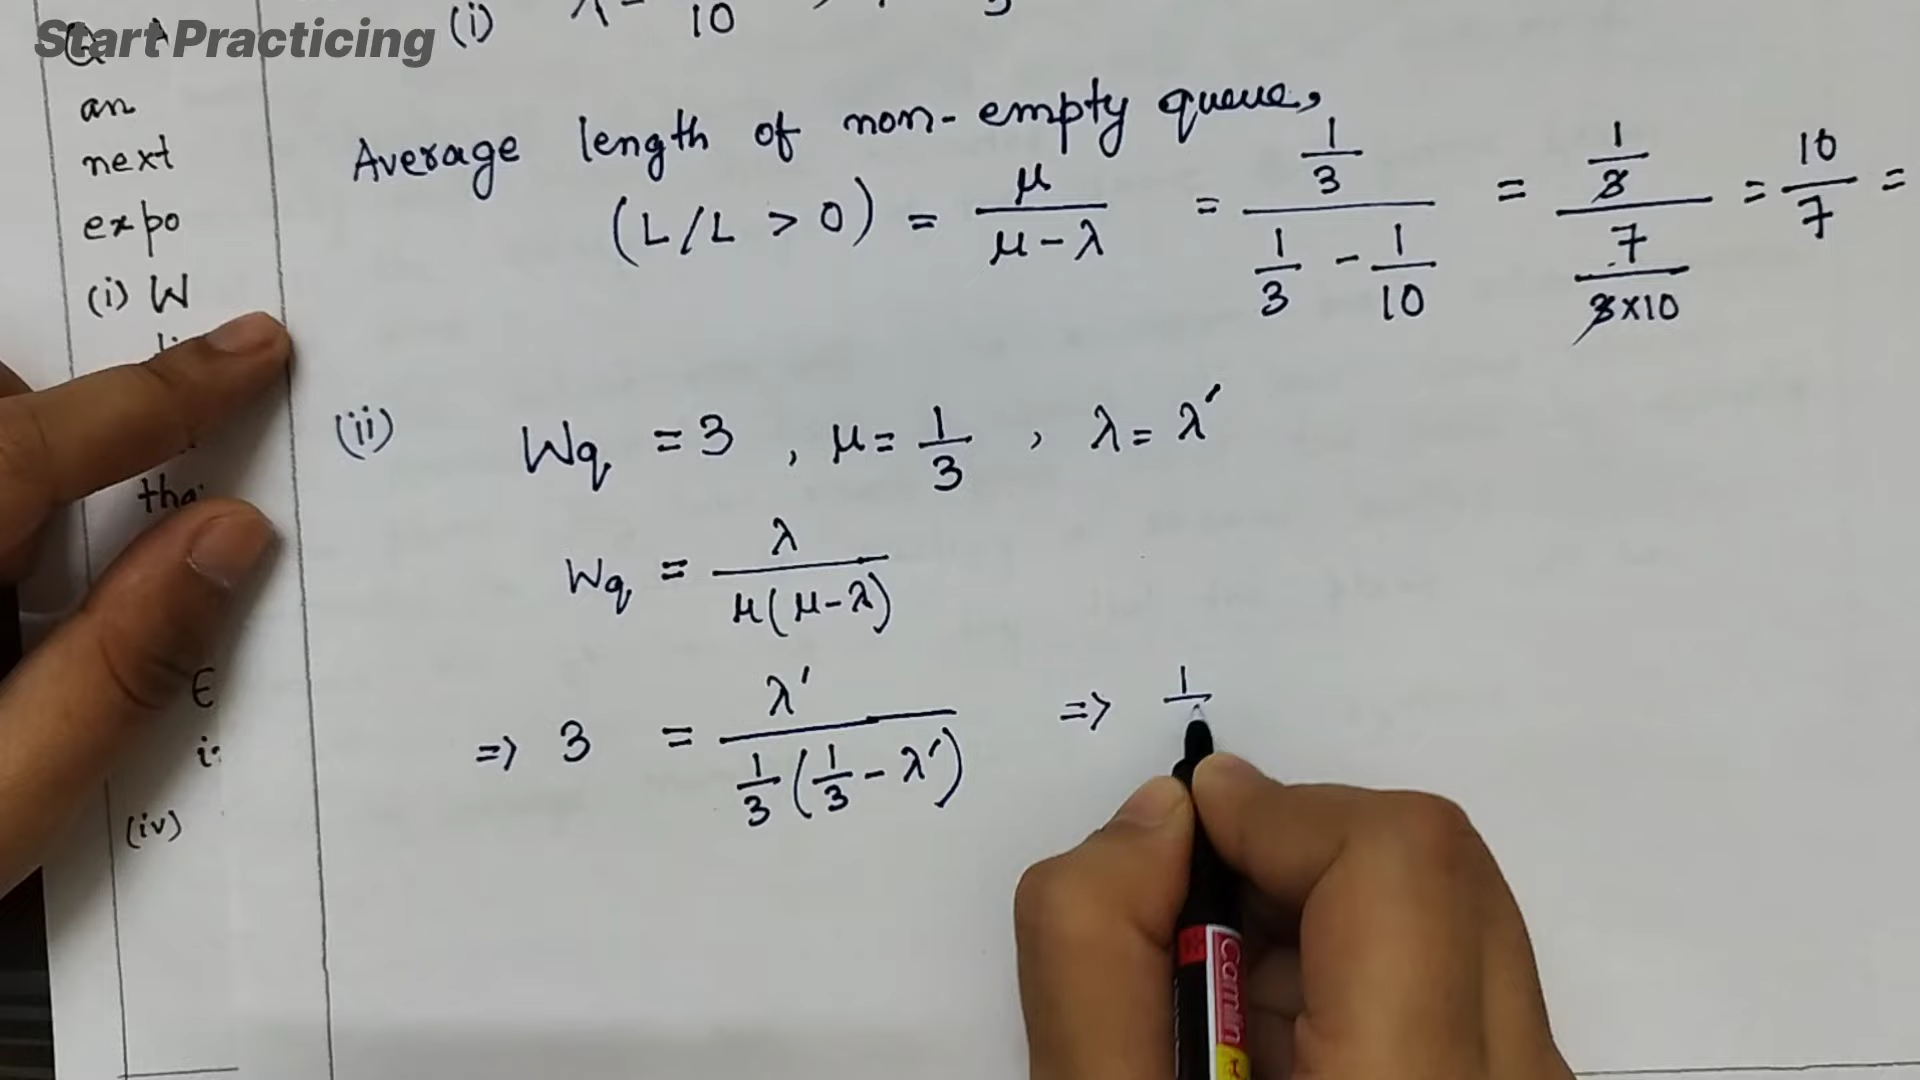 Start Practicing
(i) λ = 10
an
next
expo
(i) W
tha
(iv)
Average length of non-empty queue,
(L/L > 0) = μ/(μ-λ) = (1/3)/(1/3 - 1/10) = (1/3)/(7/(3×10)) = 10/7 =
(ii) Wq = 3 , μ = 1/3 , λ = λ'
Wq = λ/(μ(μ-λ))
=> 3 = λ'/(1/3(1/3 - λ')) => 1
Camlin